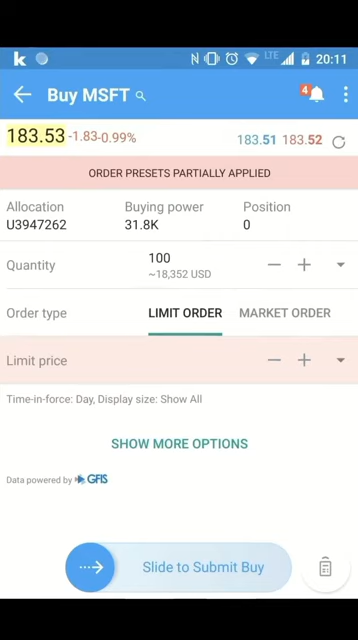 k
LTE 20:11
Buy MSFT
4
183.53 -1.83 -0.99% 183.51 183.52
ORDER PRESETS PARTIALLY APPLIED
Allocation Buying power Position
U3947262 31.8K 0
Quantity 100
~18,352 USD
Order type LIMIT ORDER MARKET ORDER
Limit price
Time-in-force: Day, Display size: Show All
SHOW MORE OPTIONS
Data powered by GFIS
Slide to Submit Buy